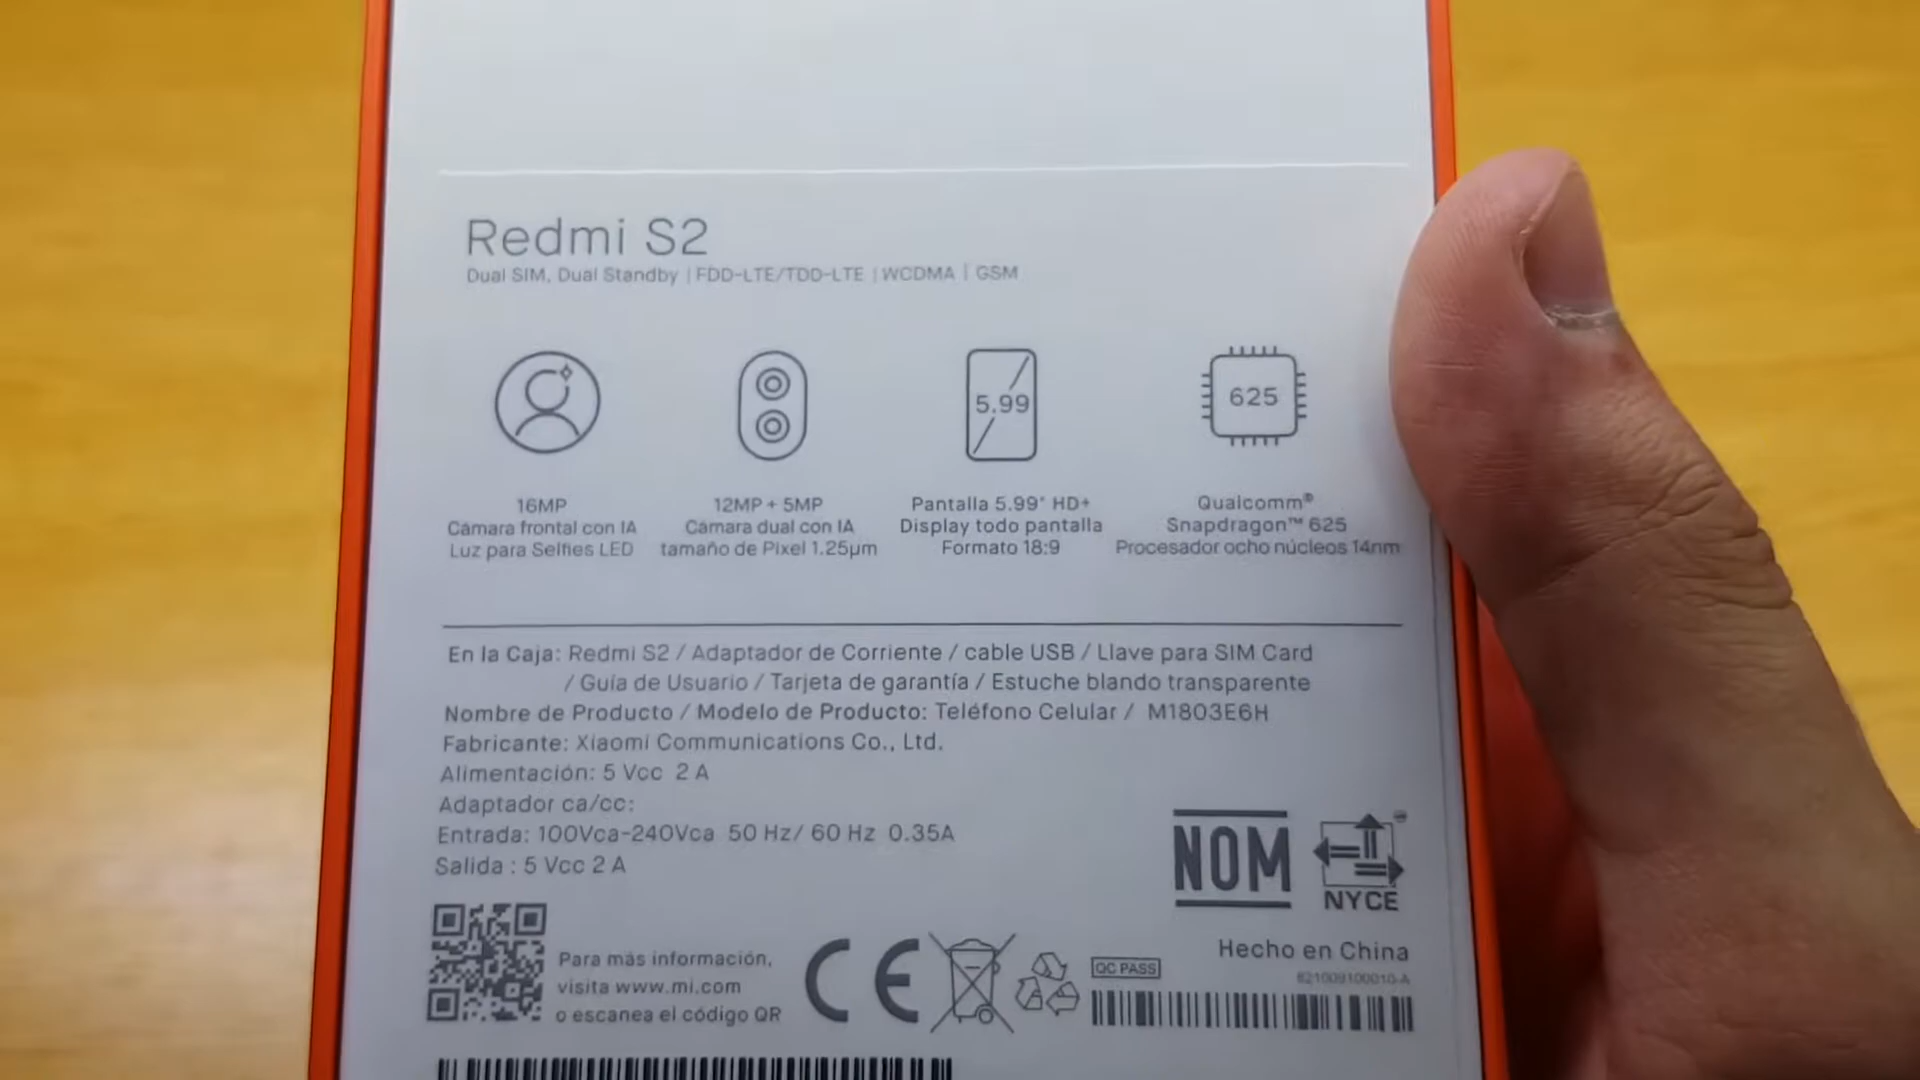 Redmi S2
Dual SIM, Dual Standby | FDD-LTE/TDD-LTE | WCDMA | GSM
5.99
625
16MP
Cámara frontal con IA
Luz para Selfies LED
12MP + 5MP
Cámara dual con IA
tamaño de Pixel 1.25μm
Pantalla 5.99" HD+
Display todo pantalla
Formato 18:9
Qualcomm®
Snapdragon™ 625
Procesador ocho núcleos 14nm
En la Caja: Redmi S2 / Adaptador de Corriente / cable USB / Llave para SIM Card
/ Guía de Usuario / Tarjeta de garantía / Estuche blando transparente
Nombre de Producto / Modelo de Producto: Teléfono Celular / M1803E6H
Fabricante: Xiaomi Communications Co., Ltd.
Alimentación: 5 Vcc 2 A
Adaptador ca/cc:
Entrada: 100Vca-240Vca 50 Hz/ 60 Hz 0.35A
Salida : 5 Vcc 2 A
NOM
NYCE
Para más información,
visita www.mi.com
o escanea el código QR
CE
QC PASS
Hecho en China